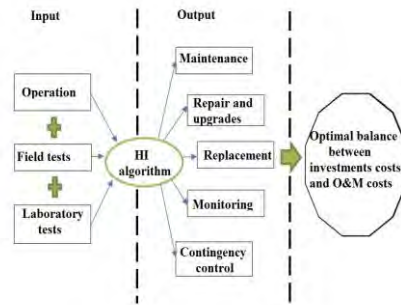 Input
Output
Operation
Field tests
Laboratory
tests
HI
algorithm
Maintenance
Repair and
upgrades
Replacement
Monitoring
Contingency
control
Optimal balance
between
investments costs
and O&M costs